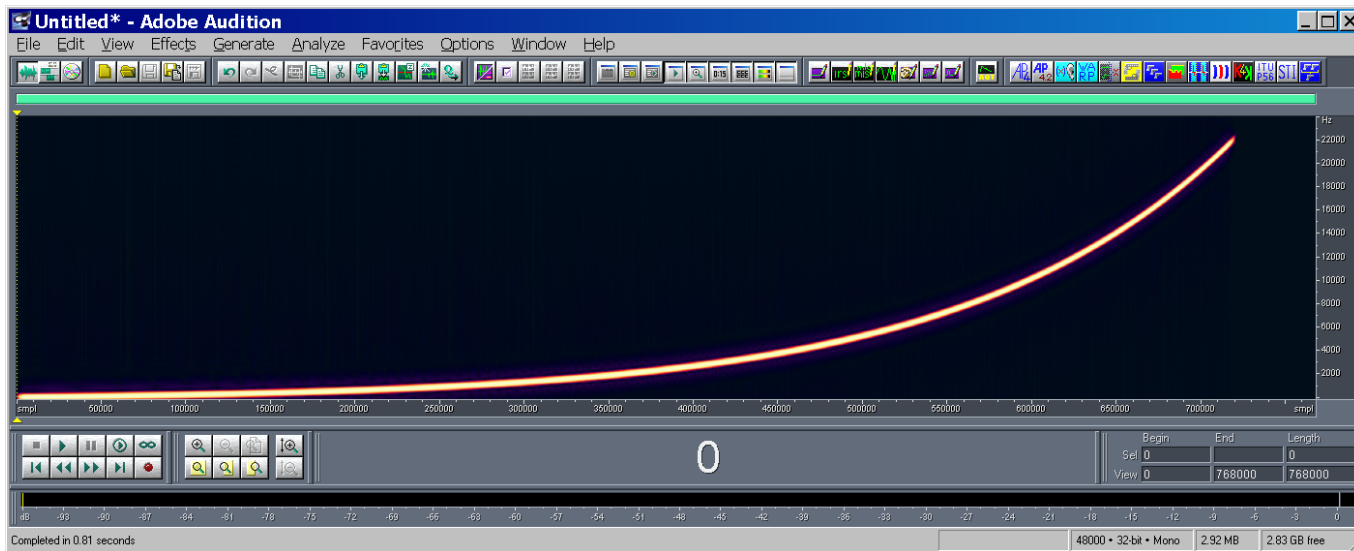 Untitled* - Adobe Audition
File Edit View Effects Generate Analyze Favorites Options Window Help
Hz
22000
20000
18000
16000
14000
12000
10000
8000
6000
4000
2000
smpl 50000 100000 150000 200000 250000 300000 350000 400000 450000 500000 550000 600000 650000 700000 smpl
0
Begin End Length
Sel 0 0
View 0 768000 768000
dB -93 -90 -87 -84 -81 -78 -75 -72 -69 -66 -63 -60 -57 -54 -51 -48 -45 -42 -39 -36 -33 -30 -27 -24 -21 -18 -15 -12 -9 -6 -3 0
Completed in 0.81 seconds 48000 • 32-bit • Mono 2.92 MB 2.83 GB free